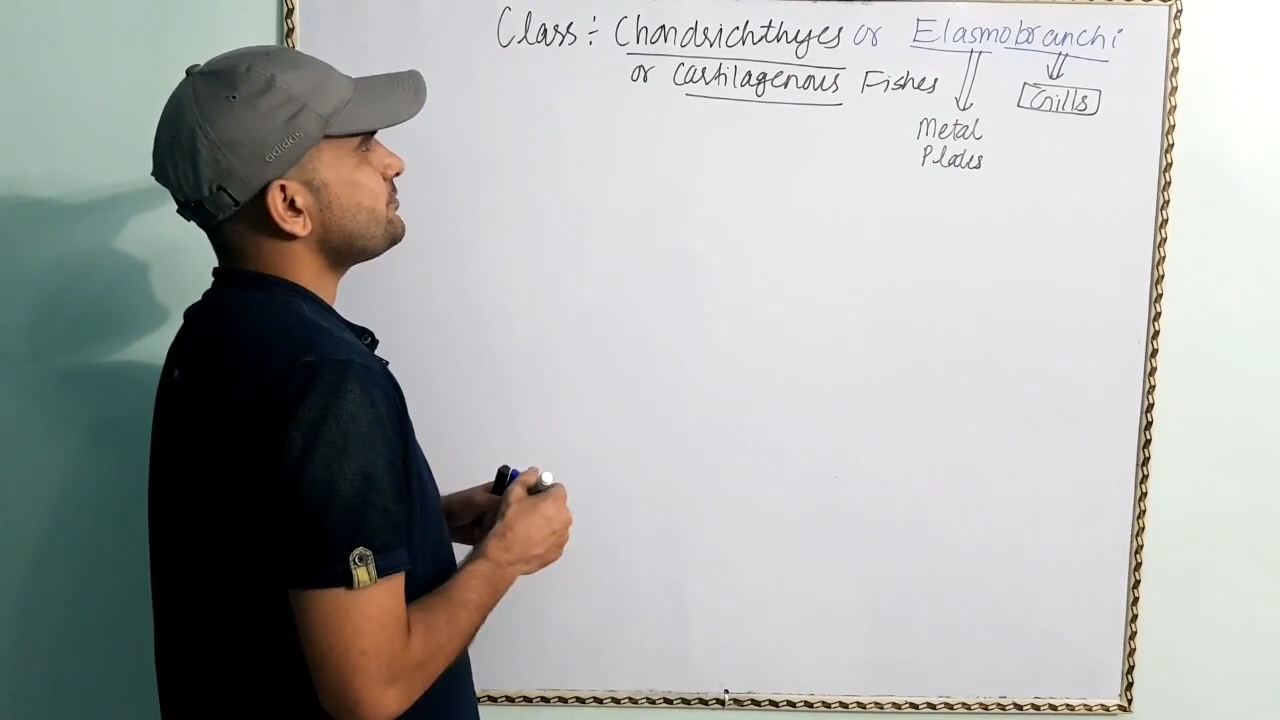 Class: Chondrichthyes or Elasmobranchi
or Cartilagenous Fishes
Gills
Metal
Plates
adidas